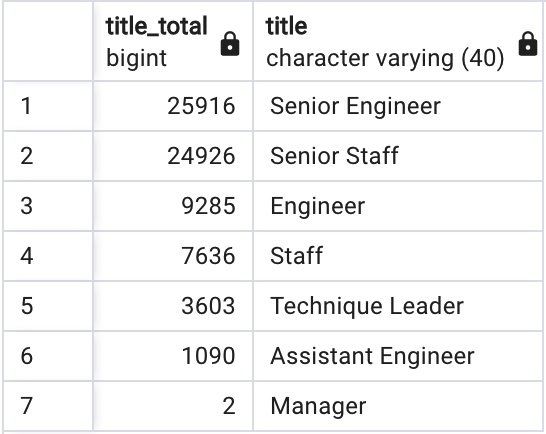 title_total title
bigint character varying (40)
1 25916 Senior Engineer
2 24926 Senior Staff
3 9285 Engineer
4 7636 Staff
5 3603 Technique Leader
6 1090 Assistant Engineer
7 2 Manager